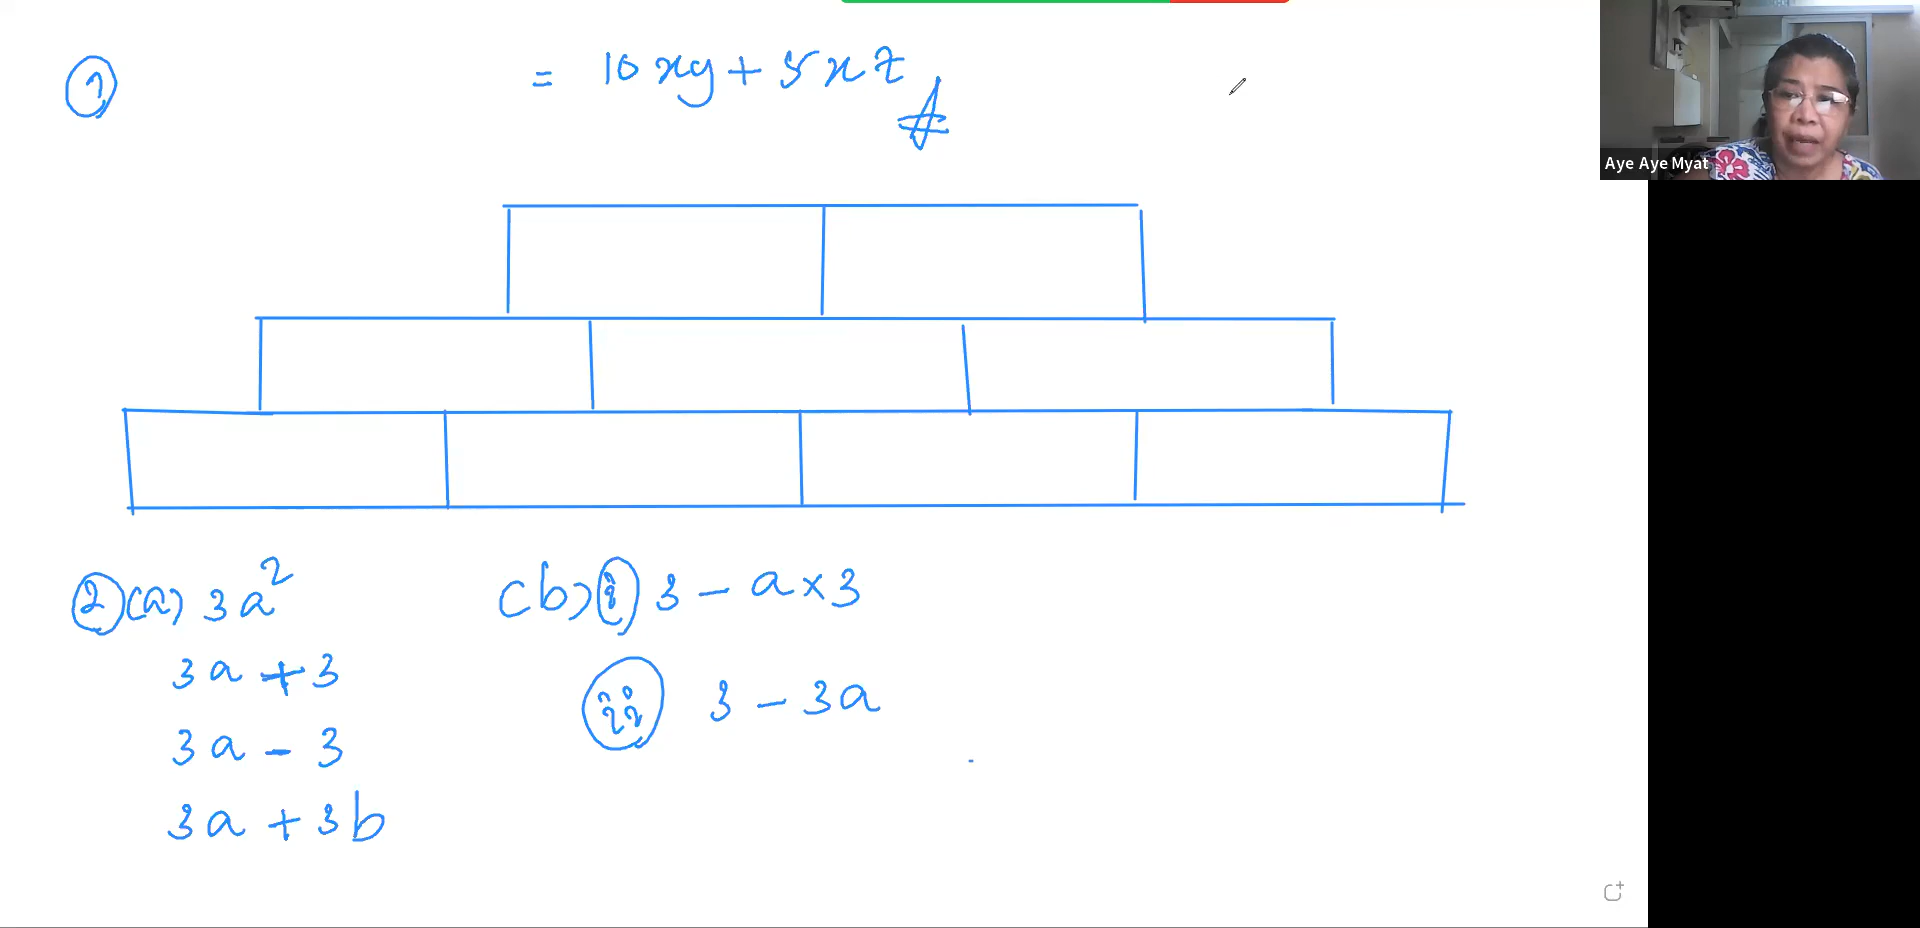 ① = 10xy + 5xz
Aye Aye Myat
② (a) 3a²
3a + 3
3a - 3
3a + 3b
(b) (i) 3 - a × 3
(ii) 3 - 3a